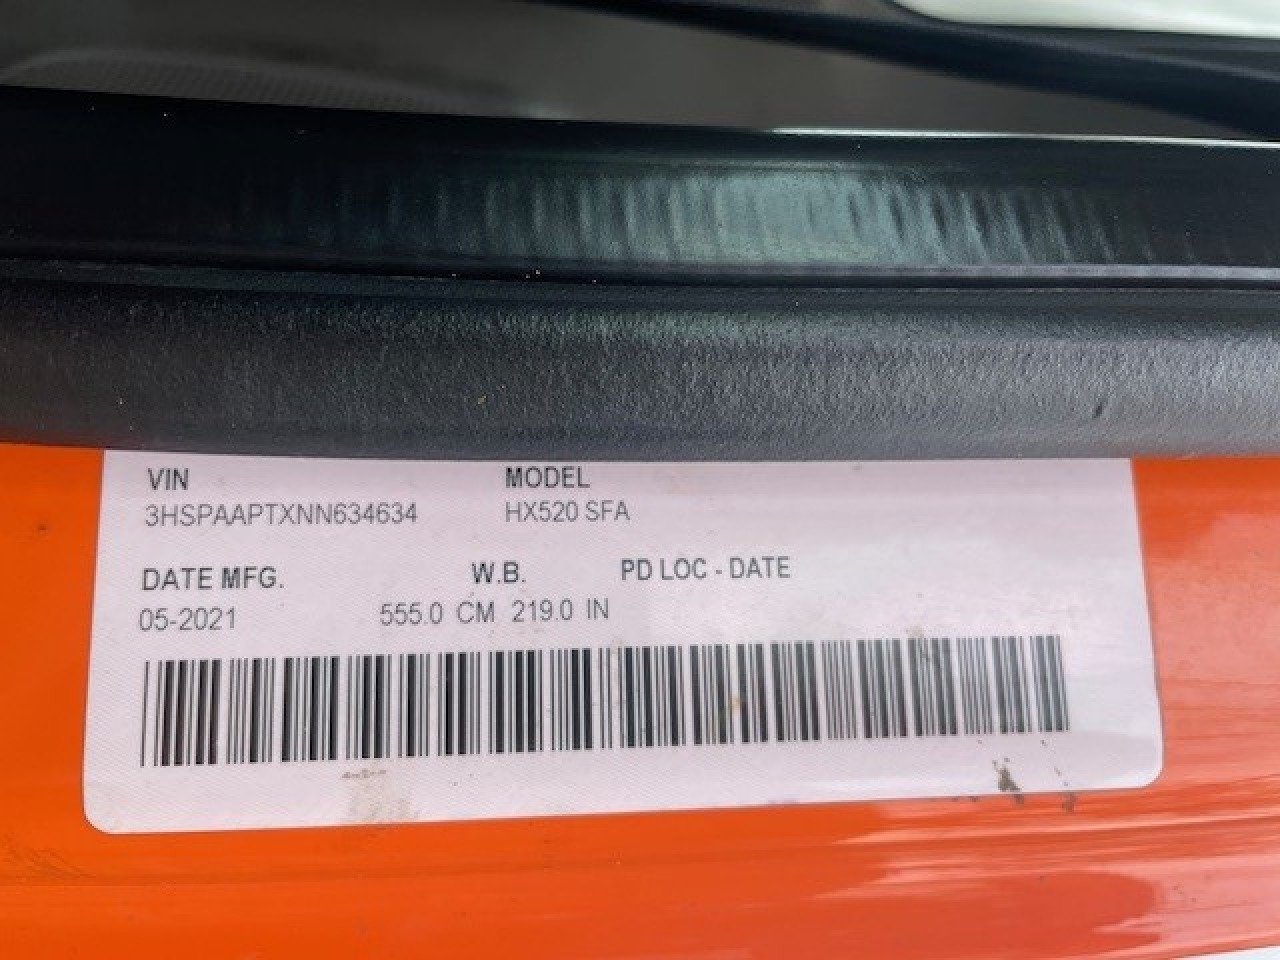 VIN MODEL
3HSPAAPTXNN634634 HX520 SFA
DATE MFG. W.B. PD LOC - DATE
05-2021 555.0 CM 219.0 IN